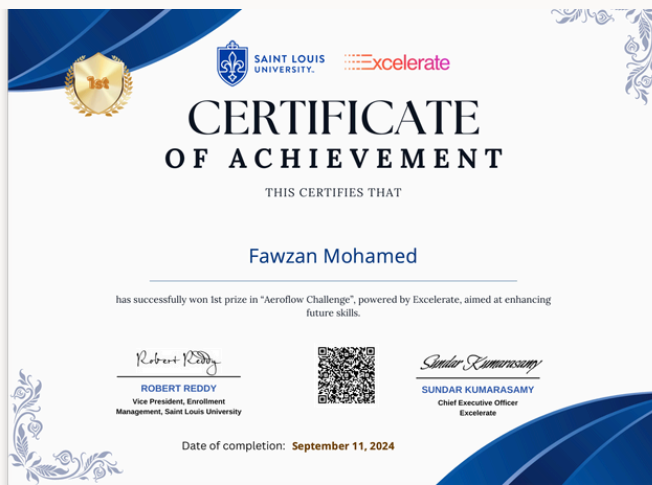 1st
SAINT LOUIS
UNIVERSITY.
Excelerate
CERTIFICATE
OF ACHIEVEMENT
THIS CERTIFIES THAT
Fawzan Mohamed
has successfully won 1st prize in "Aeroflow Challenge", powered by Excelerate, aimed at enhancing
future skills.
Robert Reddy
ROBERT REDDY
Vice President, Enrollment
Management, Saint Louis University
Sundar Kumarasamy
SUNDAR KUMARASAMY
Chief Executive Officer
Excelerate
Date of completion: September 11, 2024